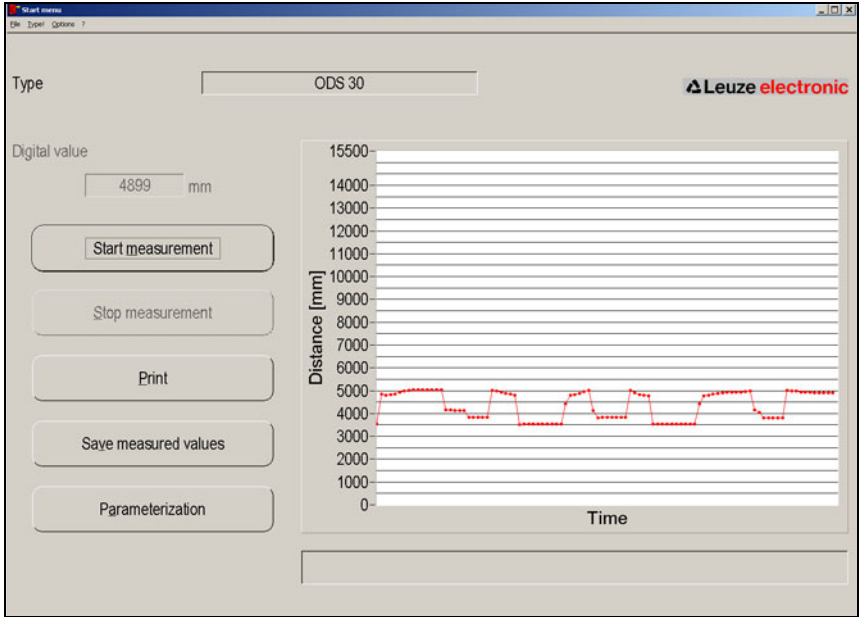 Start menu
File Type! Options ?
Type ODS 30
Leuze electronic
Digital value
4899 mm
Start measurement
Stop measurement
Print
Save measured values
Parameterization
15500
14000
13000
12000
11000
10000
9000
8000
7000
6000
5000
4000
3000
2000
1000
0
Distance [mm]
Time